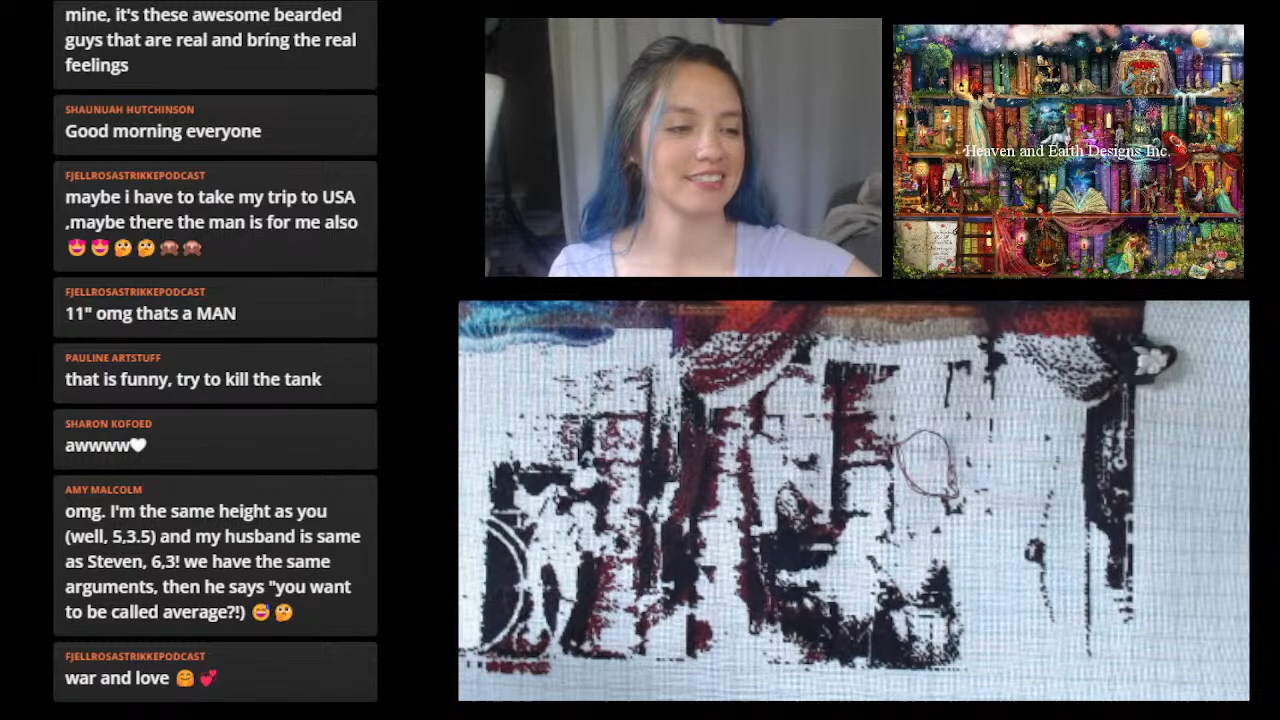 mine, it's these awesome bearded
guys that are real and bríng the real
feelings
SHAUNUAH HUTCHINSON
Good morning everyone
FJELLROSASTRIKKEPODCAST
maybe i have to take my trip to USA
,maybe there the man is for me also
😍 😍 🤔 🤔 🙈 🙈
FJELLROSASTRIKKEPODCAST
11" omg thats a MAN
PAULINE ARTSTUFF
that is funny, try to kill the tank
SHARON KOFOED
awwww🤍
AMY MALCOLM
omg. I'm the same height as you
(well, 5,3.5) and my husband is same
as Steven, 6,3! we have the same
arguments, then he says "you want
to be called average?!) 😅 🤔
FJELLROSASTRIKKEPODCAST
war and love 🤗 💞
Heaven and Earth Designs Inc.